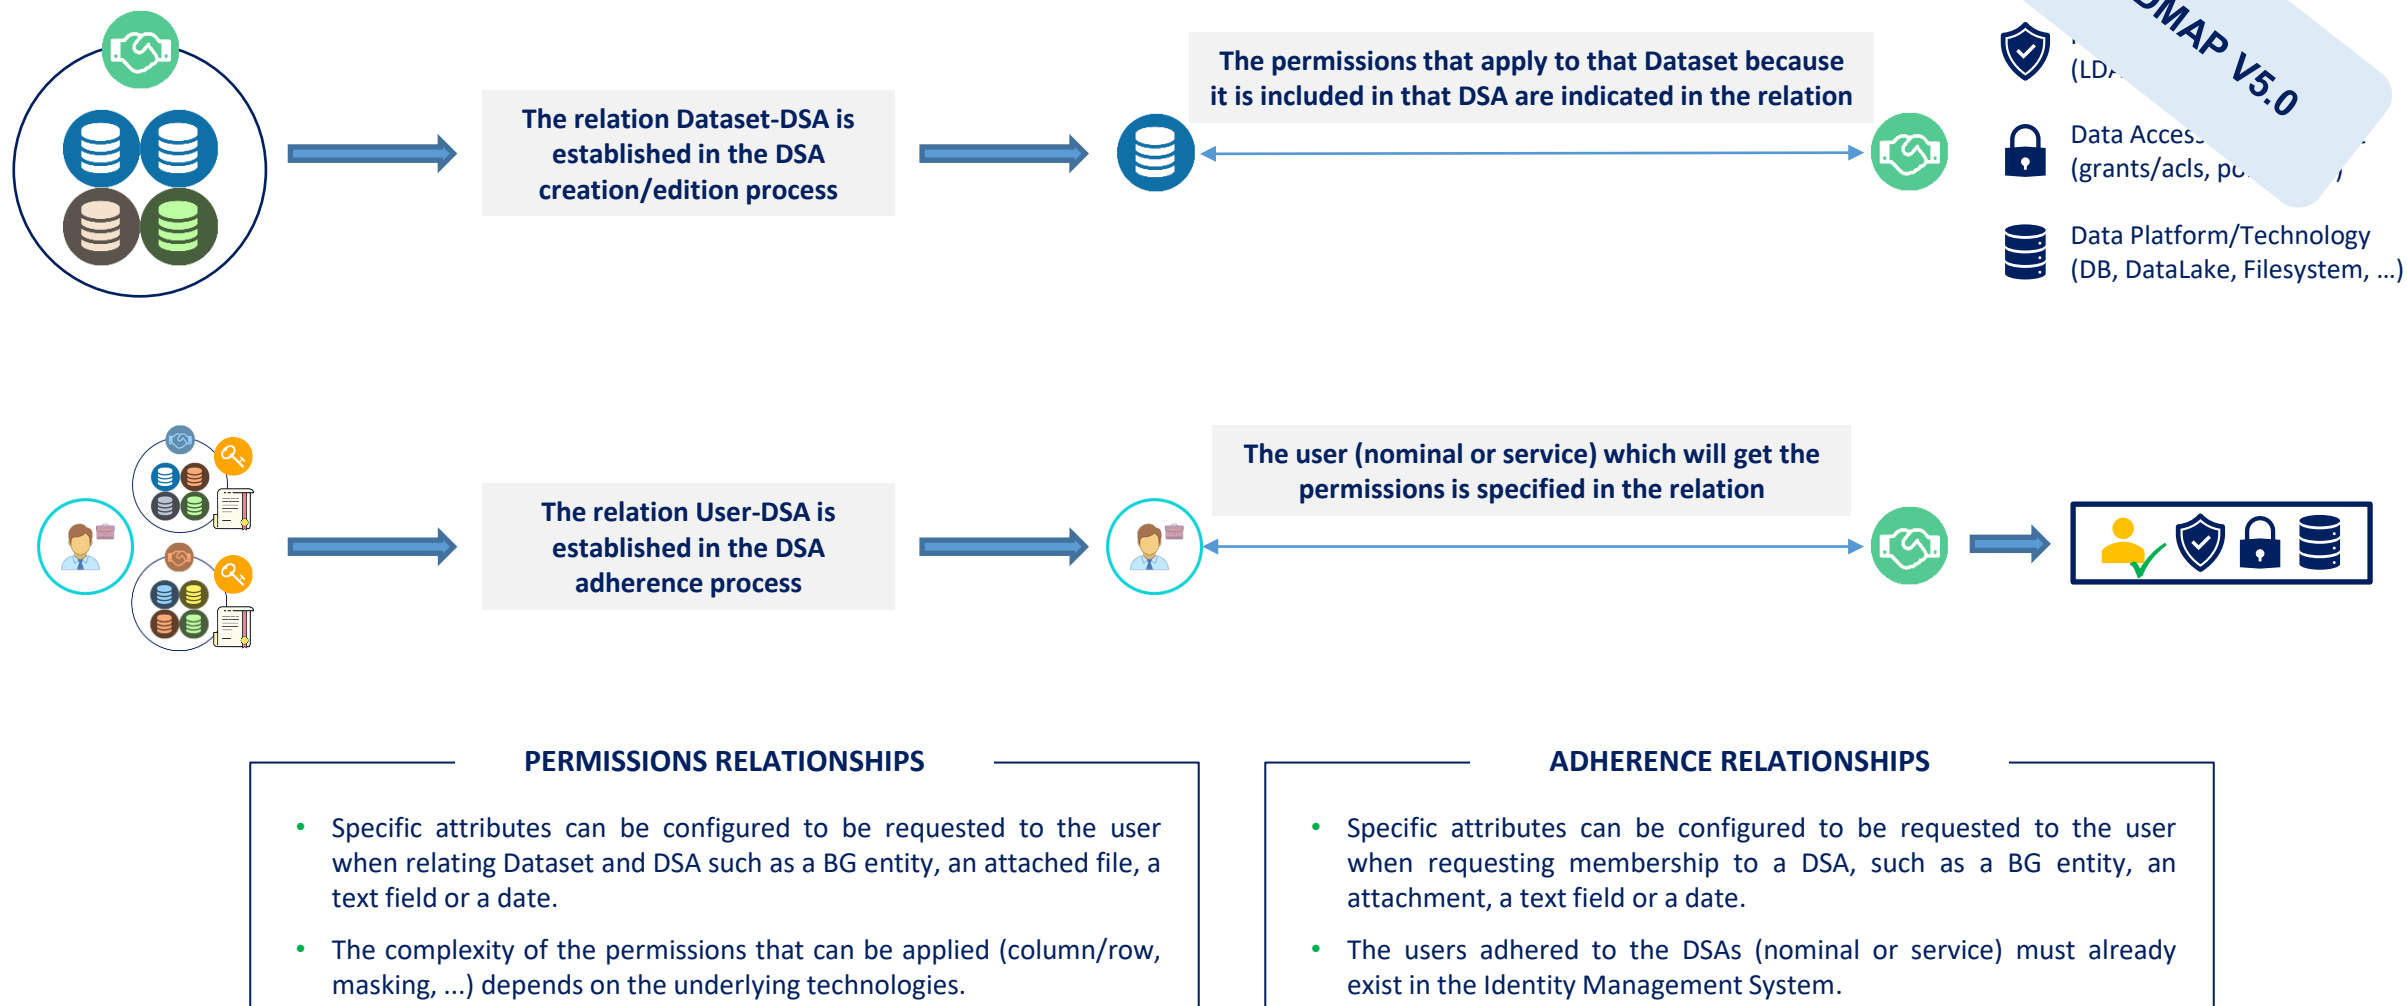 The relation Dataset-DSA is
established in the DSA
creation/edition process
The permissions that apply to that Dataset because
it is included in that DSA are indicated in the relation
V5.0
Data
(grants/acls,
Data Platform/Technology
(DB, DataLake, Filesystem, ...)
The relation User-DSA is
established in the DSA
adherence process
The user (nominal or service) which will get the
permissions is specified in the relation
PERMISSIONS RELATIONSHIPS
• Specific attributes can be configured to be requested to the user
when relating Dataset and DSA such as a BG entity, an attached file, a
text field or a date.
• The complexity of the permissions that can be applied (column/row,
masking, ...) depends on the underlying technologies.
ADHERENCE RELATIONSHIPS
• Specific attributes can be configured to be requested to the user
when requesting membership to a DSA, such as a BG entity, an
attachment, a text field or a date.
• The users adhered to the DSAs (nominal or service) must already
exist in the Identity Management System.